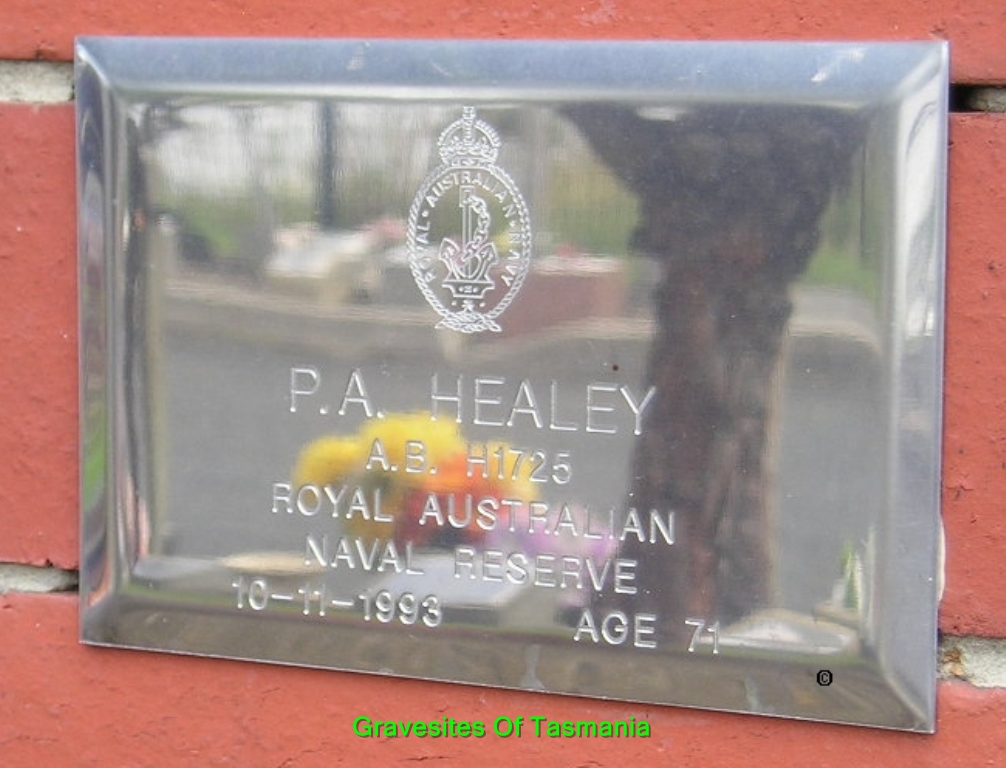 ROYAL • AUSTRALIAN • NAVY
P.A. HEALEY
A.B. H1725
ROYAL AUSTRALIAN
NAVAL RESERVE
10-11-1993 AGE 71
©
Gravesites Of Tasmania